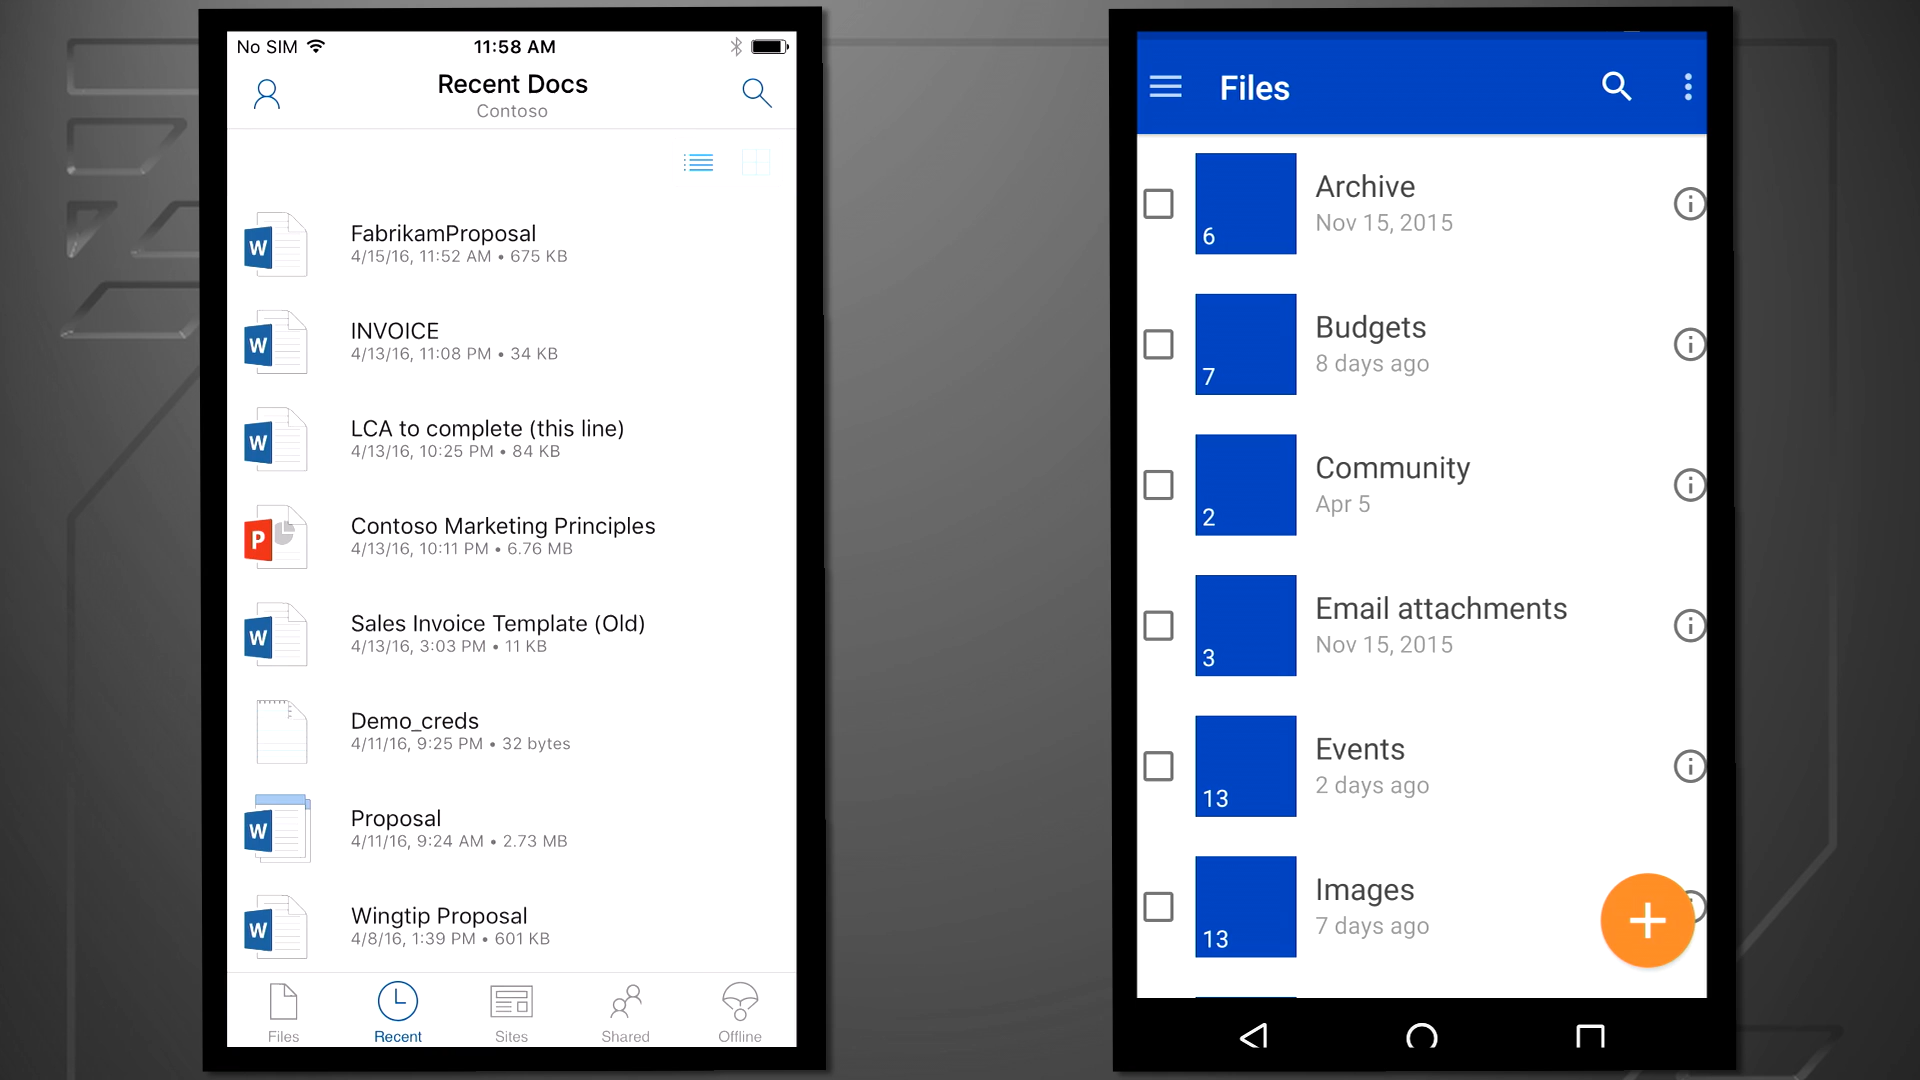 No SIM
11:58 AM
Recent Docs
Contoso
W
FabrikamProposal
4/15/16, 11:52 AM • 675 KB
W
INVOICE
4/13/16, 11:08 PM • 34 KB
W
LCA to complete (this line)
4/13/16, 10:25 PM • 84 KB
P
Contoso Marketing Principles
4/13/16, 10:11 PM • 6.76 MB
W
Sales Invoice Template (Old)
4/13/16, 3:03 PM • 11 KB
Demo_creds
4/11/16, 9:25 PM • 32 bytes
W
Proposal
4/11/16, 9:24 AM • 2.73 MB
W
Wingtip Proposal
4/8/16, 1:39 PM • 601 KB
Files
Recent
Sites
Shared
Offline
Files
6
Archive
Nov 15, 2015
7
Budgets
8 days ago
2
Community
Apr 5
3
Email attachments
Nov 15, 2015
13
Events
2 days ago
13
Images
7 days ago